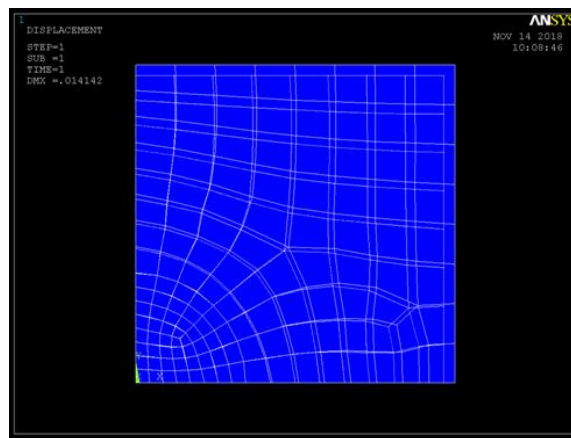 1
DISPLACEMENT
STEP=1
SUB =1
TIME=1
DMX =.014142
ANSYS
NOV 14 2018
10:08:46
Y
X